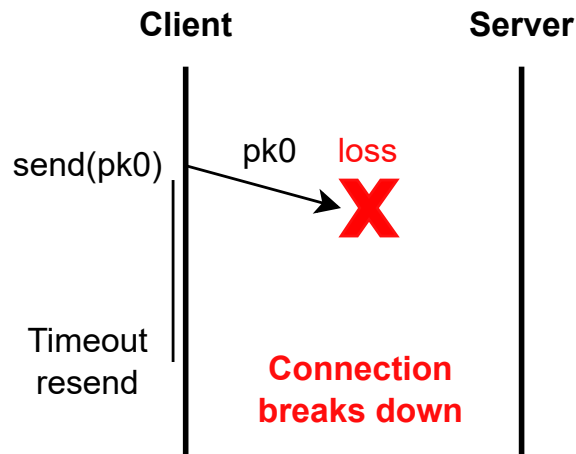 Client
Server
send(pk0)
pk0
loss
X
Timeout
resend
Connection
breaks down